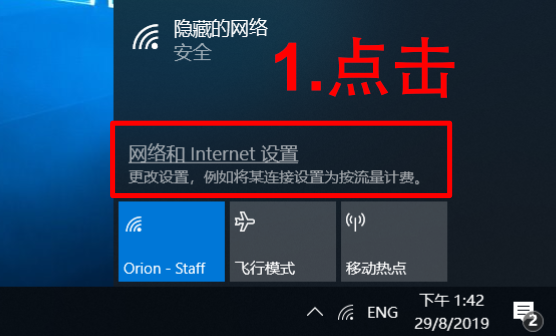 隐藏的网络
安全
1.点击
网络和 Internet 设置
更改设置，例如将某连接设置为按流量计费。
Orion - Staff
飞行模式
移动热点
ENG
下午 1:42
29/8/2019
2